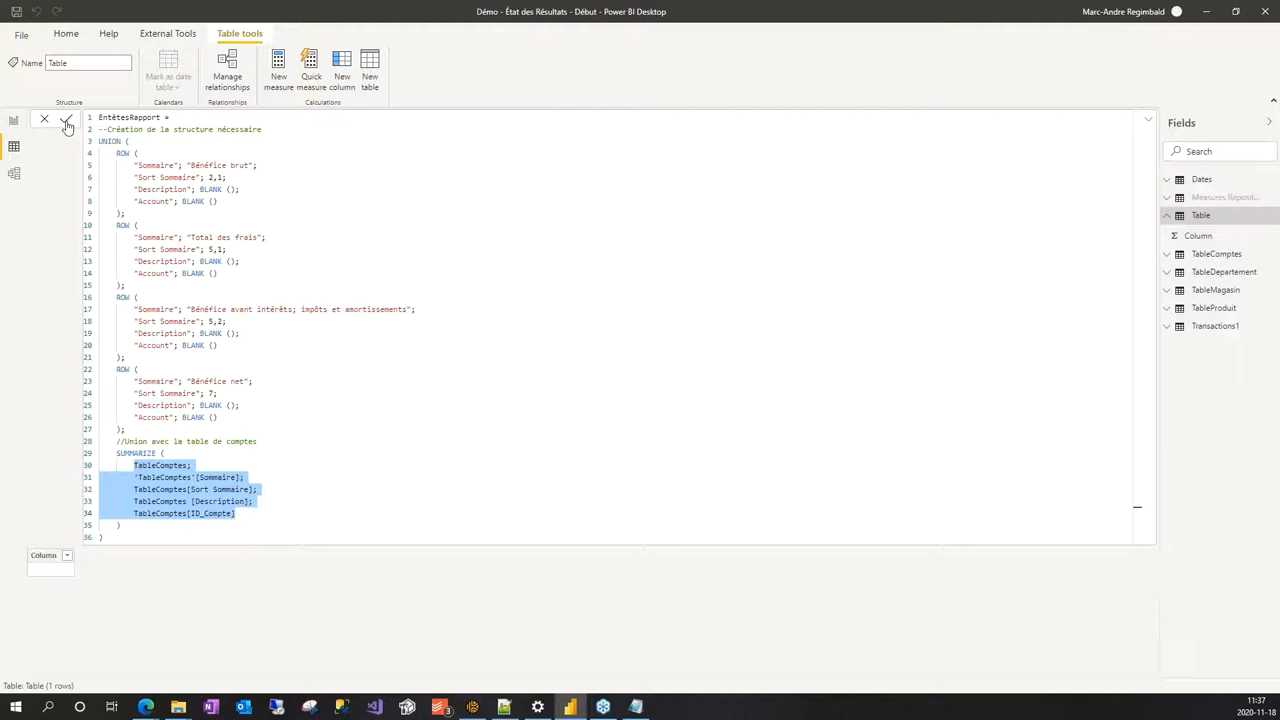 Démo - État des Résultats - Début - Power BI Desktop
Marc-Andre Regimbald
File
Home
Help
External Tools
Table tools
Name
Table
Mark as date table
Manage relationships
New measure
Quick measure
New column
New table
Structure
Calendars
Relationships
Calculations
1 EntêtesRapport =
2 --Création de la structure nécessaire
3 UNION (
4 ROW (
5 "Sommaire"; "Bénéfice brut";
6 "Sort Sommaire"; 2,1;
7 "Description"; BLANK ();
8 "Account"; BLANK ()
9 );
10 ROW (
11 "Sommaire"; "Total des frais";
12 "Sort Sommaire"; 5,1;
13 "Description"; BLANK ();
14 "Account"; BLANK ()
15 );
16 ROW (
17 "Sommaire"; "Bénéfice avant intérêts; impôts et amortissements";
18 "Sort Sommaire"; 5,2;
19 "Description"; BLANK ();
20 "Account"; BLANK ()
21 );
22 ROW (
23 "Sommaire"; "Bénéfice net";
24 "Sort Sommaire"; 7;
25 "Description"; BLANK ();
26 "Account"; BLANK ()
27 );
28 //Union avec la table de comptes
29 SUMMARIZE (
30 TableComptes;
31 'TableComptes'[Sommaire];
32 TableComptes[Sort Sommaire];
33 TableComptes [Description];
34 TableComptes[ID_Compte]
35 )
36 )
Column
Fields
Search
Dates
Measures Reposit...
Table
Column
TableComptes
TableDepartement
TableMagasin
TableProduit
Transactions1
Table: Table (1 rows)
3
11:37
2020-11-18